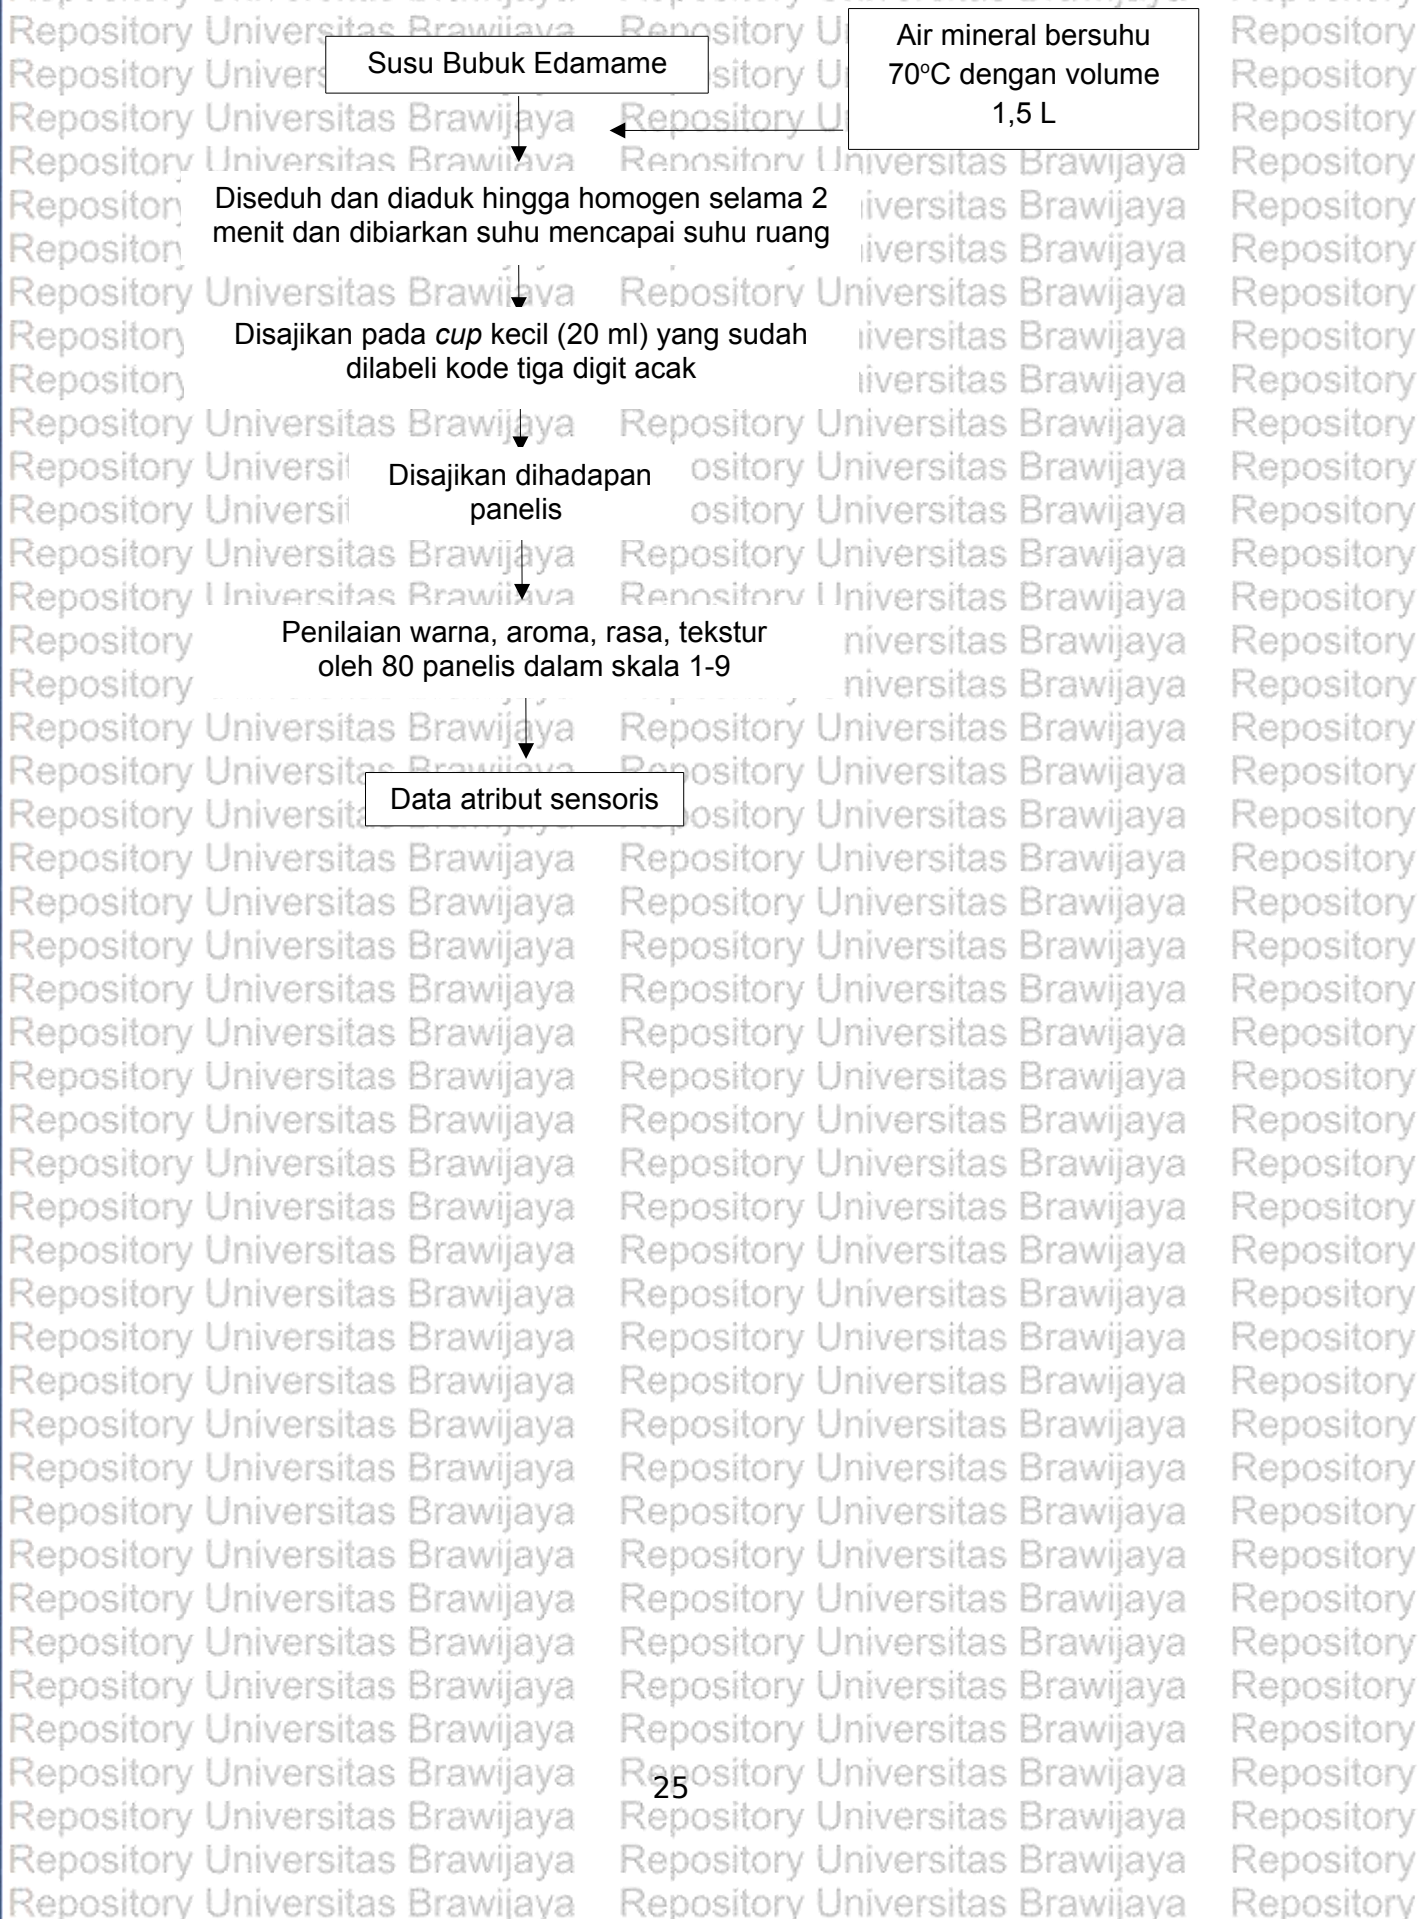 Susu Bubuk Edamame
Air mineral bersuhu
70°C dengan volume
1,5 L
Diseduh dan diaduk hingga homogen selama 2
menit dan dibiarkan suhu mencapai suhu ruang
Disajikan pada cup kecil (20 ml) yang sudah
dilabeli kode tiga digit acak
Disajikan dihadapan
panelis
Penilaian warna, aroma, rasa, tekstur
oleh 80 panelis dalam skala 1-9
Data atribut sensoris
25
Repository Universitas Brawijaya